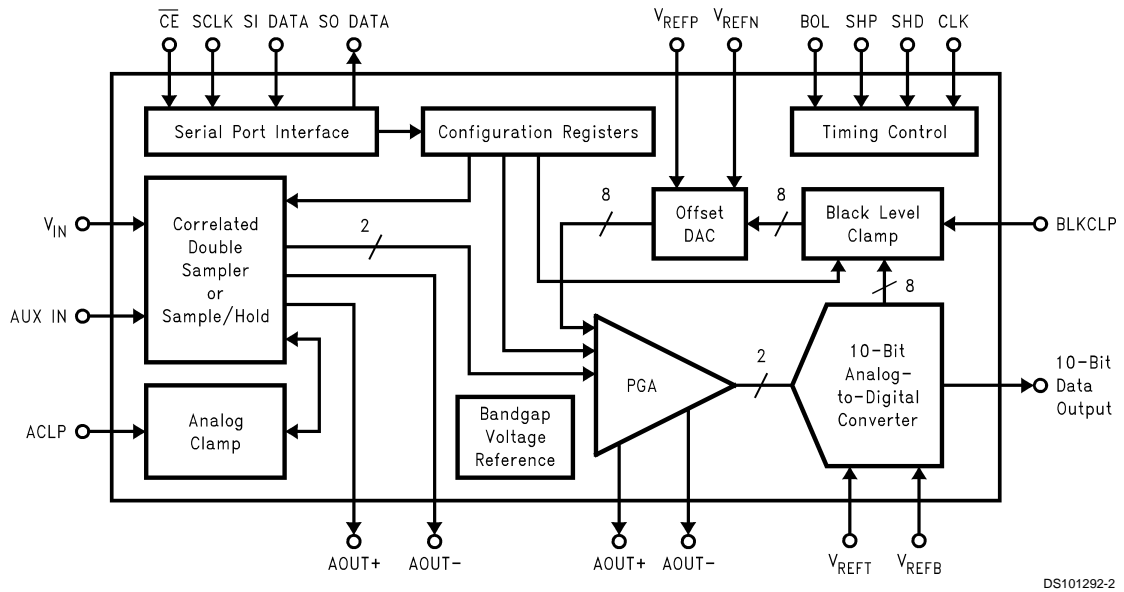 CE SCLK SI DATA SO DATA VREFP VREFN BOL SHP SHD CLK
Serial Port Interface
Configuration Registers
Timing Control
8
Offset
DAC
8
Black Level
Clamp
BLKCLP
VIN
AUX IN
Correlated
Double
Sampler
or
Sample/Hold
2
8
ACLP
Analog
Clamp
Bandgap
Voltage
Reference
PGA
2
10-Bit
Analog-
to-Digital
Converter
10-Bit
Data
Output
AOUT+ AOUT- AOUT+ AOUT- VREFT VREFB
DS101292-2